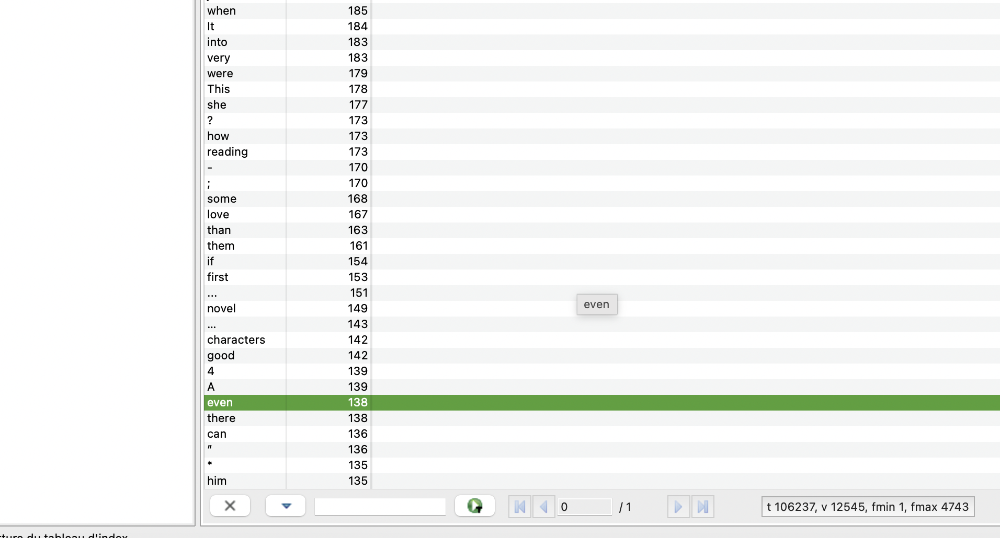 when 185
It 184
into 183
very 183
were 179
This 178
she 177
? 173
how 173
reading 173
- 170
; 170
some 168
love 167
than 163
them 161
if 154
first 153
... 151
novel 149
… 143
characters 142
good 142
4 139
A 139
even 138
there 138
can 136
" 136
* 135
him 135
even
0 / 1
t 106237, v 12545, fmin 1, fmax 4743
du tableau d'index